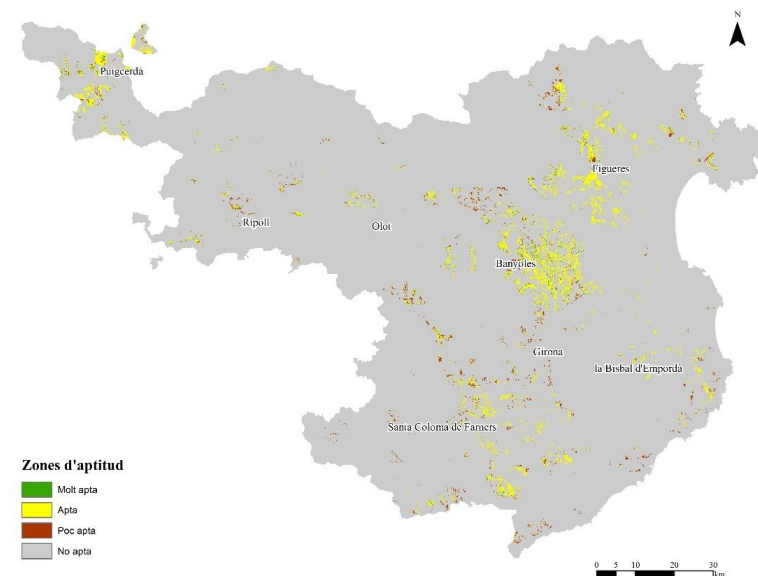 N
Puigcerdà
Figueres
Ripoll
Olot
Banyoles
Girona
la Bisbal d'Empordà
Santa Coloma de Farners
Zones d'aptitud
Molt apta
Apta
Poc apta
No apta
0 5 10 20 30
km